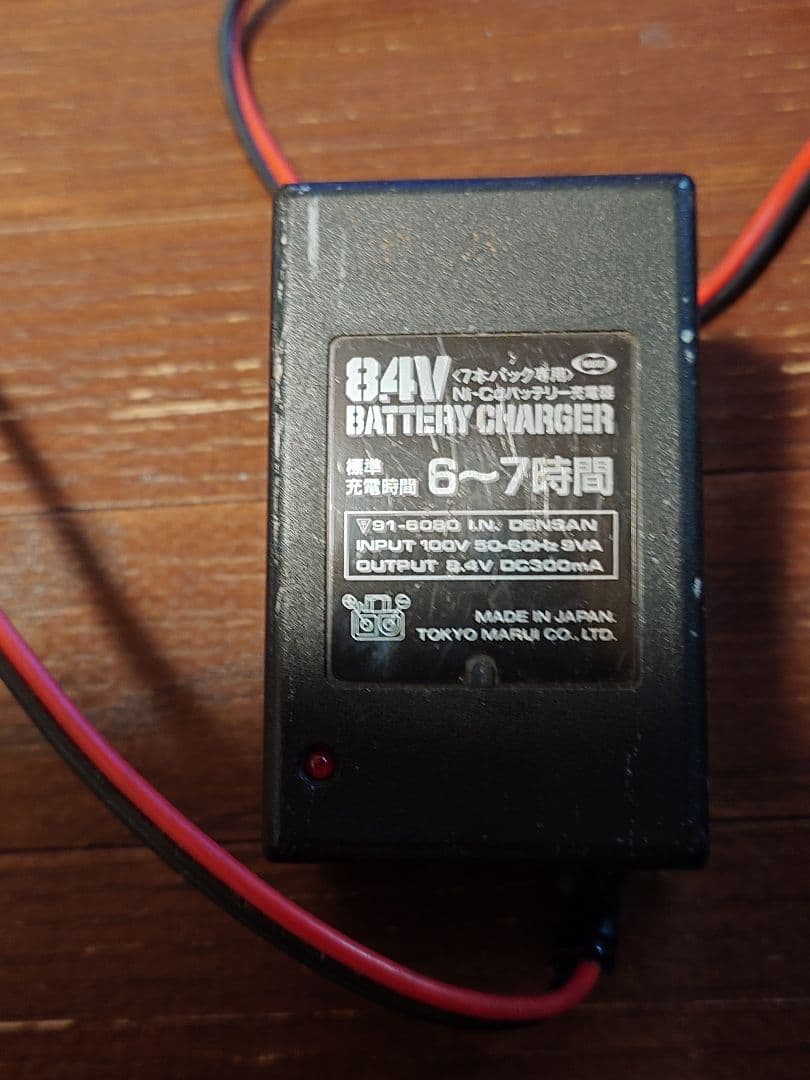 8.4V 〈7本パック専用〉
Ni-Cdバッテリー充電器
BATTERY CHARGER
標準
充電時間 6〜7時間
91-6080 I.N. DENSAN
INPUT 100V 50-60Hz 9VA
OUTPUT 8.4V DC300mA
MADE IN JAPAN.
TOKYO MARUI CO., LTD.